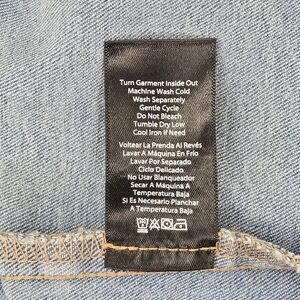 Turn Garment Inside Out
Machine Wash Cold
Wash Separately
Gentle Cycle
Do Not Bleach
Tumble Dry Low
Cool Iron if Need
Voltear La Prenda Al Revés
Lavar A Máquina En Frío
Lavar Por Separado
Ciclo Delicado
No Usar Blanqueador
Secar A Máquina A
Temperatura Baja
Si Es Necesario Planchar
A Temperatura Baja